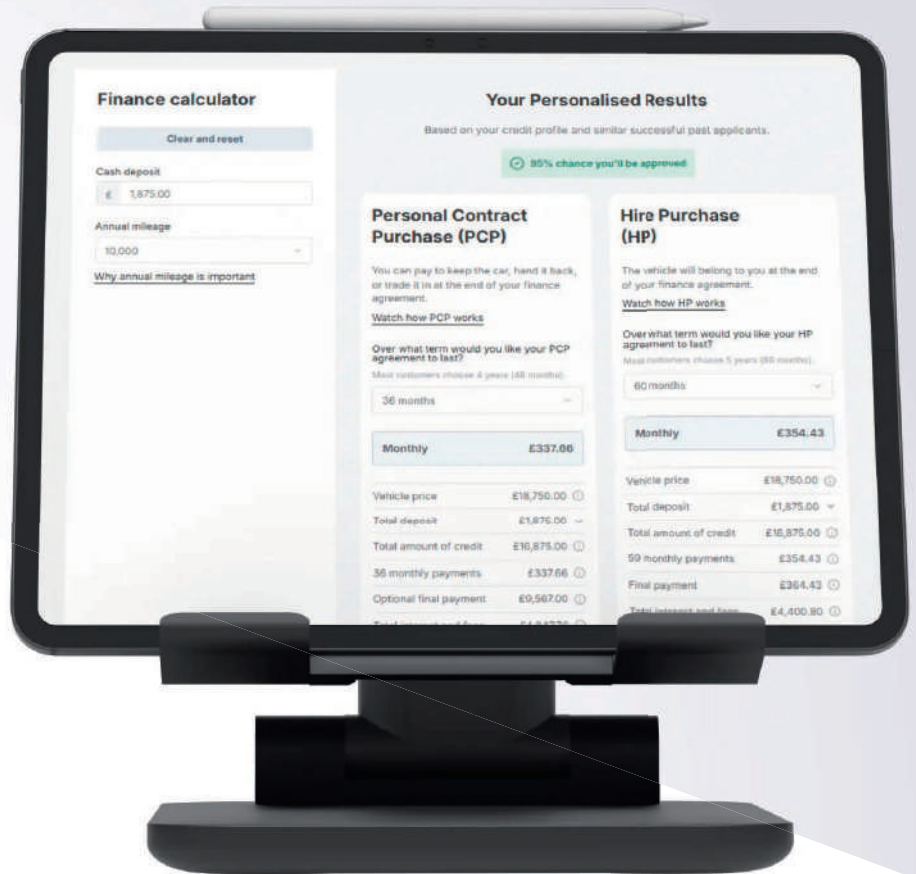 Finance calculator
Clear and reset
Cash deposit
£ 1,875.00
Annual mileage
10,000
Why annual mileage is important
Your Personalised Results
Based on your credit profile and similar successful past applicants.
95% chance you'll be approved
Personal Contract
Purchase (PCP)
You can pay to keep the car, hand it back,
or trade it in at the end of your finance
agreement.
Watch how PCP works
Over what term would you like your PCP
agreement to last?
Most customers choose 4 years (48 months).
36 months
Monthly £337.66
Vehicle price £18,750.00
Total deposit £1,875.00
Total amount of credit £16,875.00
36 monthly payments £337.66
Optional final payment £9,567.00
Total interest and fees
Hire Purchase
(HP)
The vehicle will belong to you at the end
of your finance agreement.
Watch how HP works
Over what term would you like your HP
agreement to last?
Most customers choose 5 years (60 months).
60 months
Monthly £354.43
Vehicle price £18,750.00
Total deposit £1,875.00
Total amount of credit £16,875.00
59 monthly payments £354.43
Final payment £364.43
Total interest and fees £4,400.80